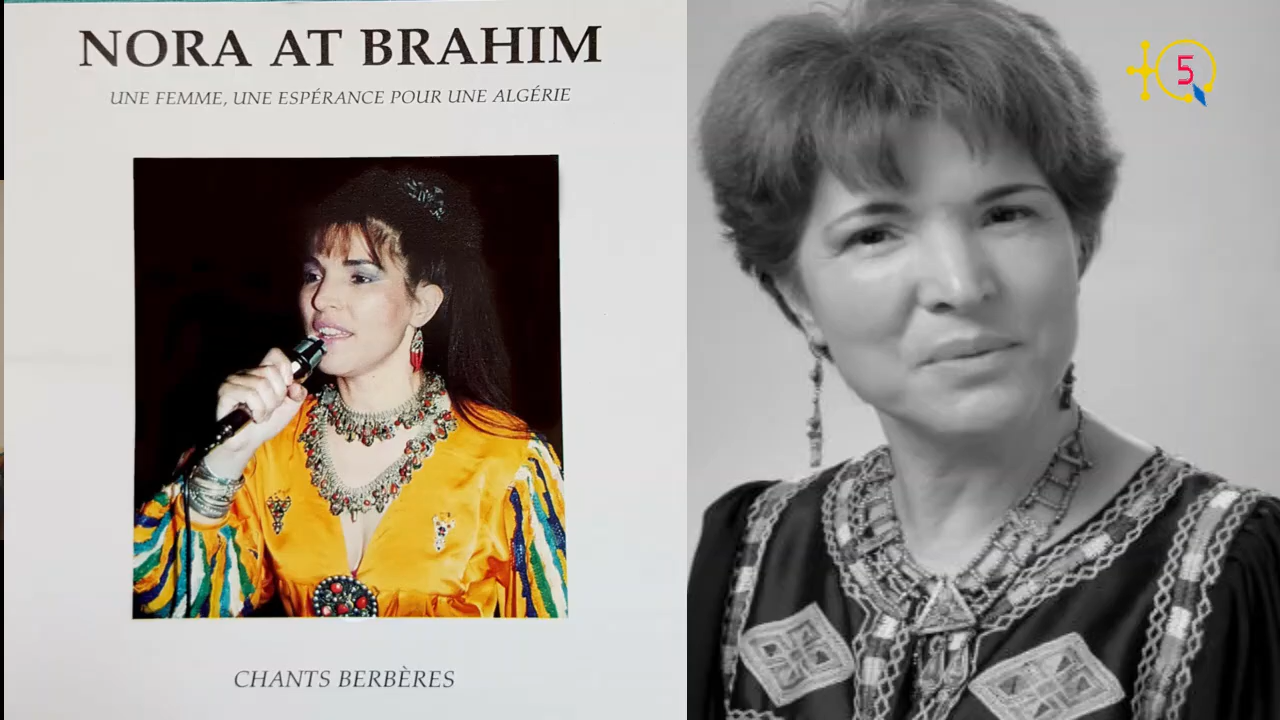 NORA AT BRAHIM
UNE FEMME, UNE ESPÉRANCE POUR UNE ALGÉRIE
CHANTS BERBÈRES
5